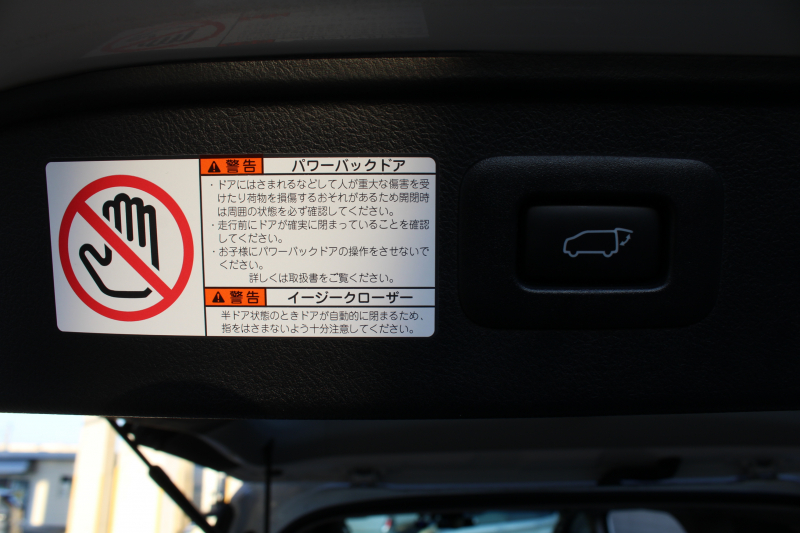 警告 パワーバックドア
・ドアにはさまれるなどして人が重大な傷害を受
けたり荷物を損傷するおそれがあるため開閉時
は周囲の状態を必ず確認してください。
・走行前にドアが確実に閉まっていることを確認
してください。
・お子様にパワーバックドアの操作をさせないで
ください。
詳しくは取扱書をご覧ください。
警告 イージークローザー
半ドア状態のときドアが自動的に閉まるため、
指をはさまないよう十分注意してください。